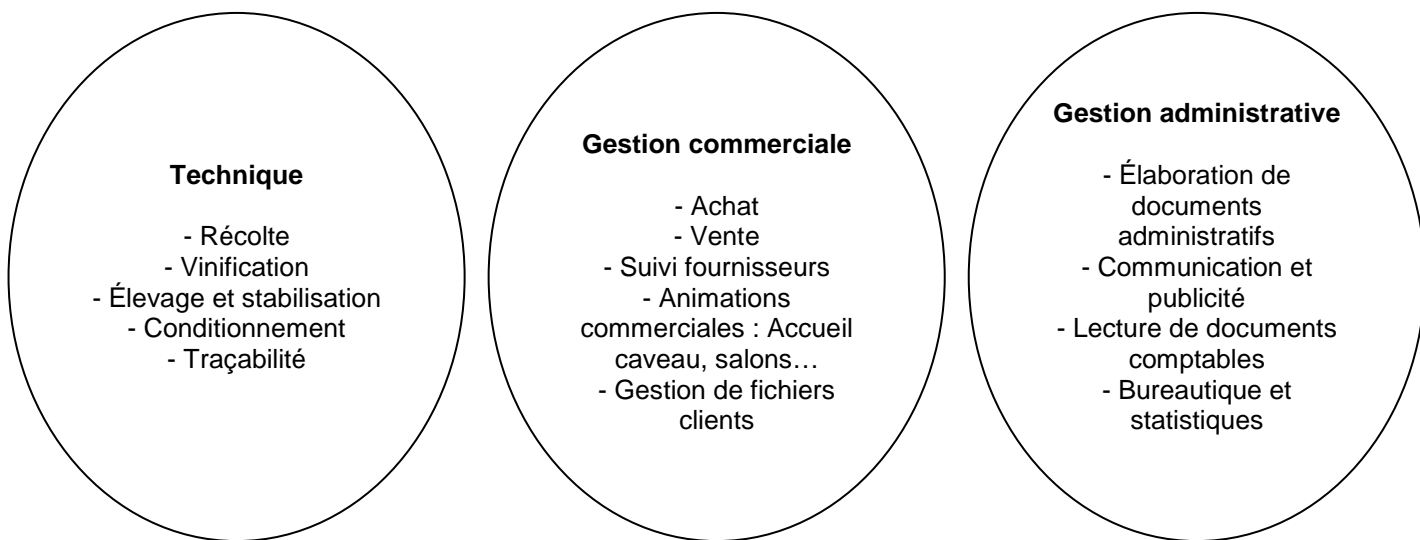 Technique
- Récolte
- Vinification
- Élevage et stabilisation
- Conditionnement
- Traçabilité
Gestion commerciale
- Achat
- Vente
- Suivi fournisseurs
- Animations
commerciales : Accueil
caveau, salons…
- Gestion de fichiers
clients
Gestion administrative
- Élaboration de
documents
administratifs
- Communication et
publicité
- Lecture de documents
comptables
- Bureautique et
statistiques